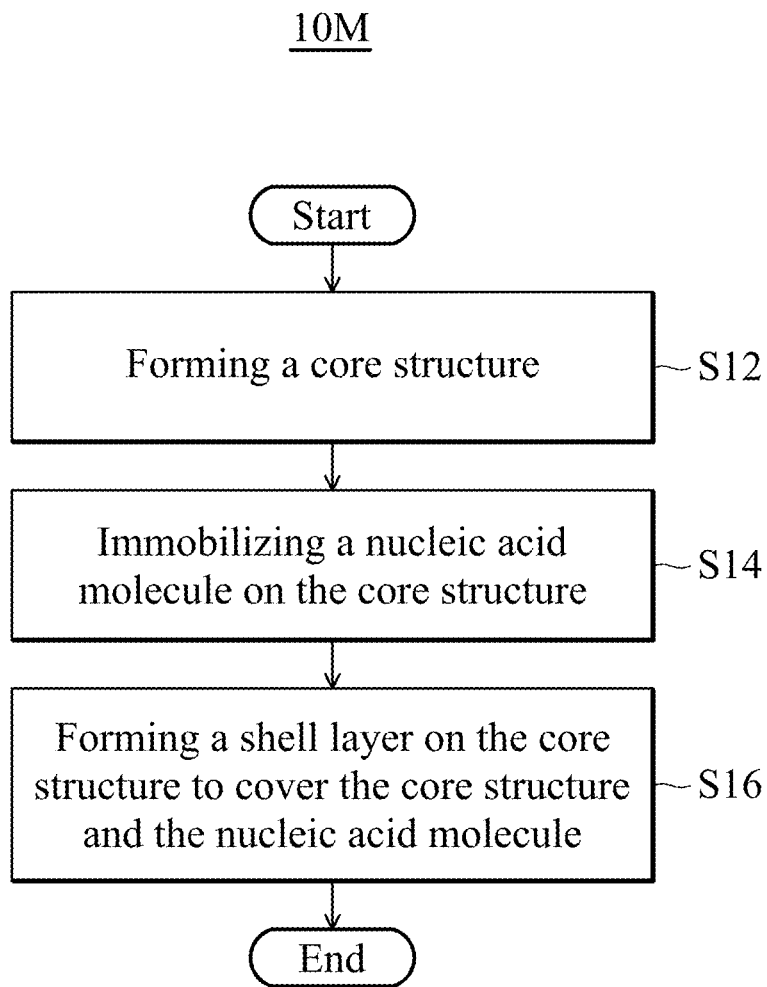 10M
Start
Forming a core structure
S12
Immobilizing a nucleic acid
molecule on the core structure
S14
Forming a shell layer on the core
structure to cover the core structure
and the nucleic acid molecule
S16
End